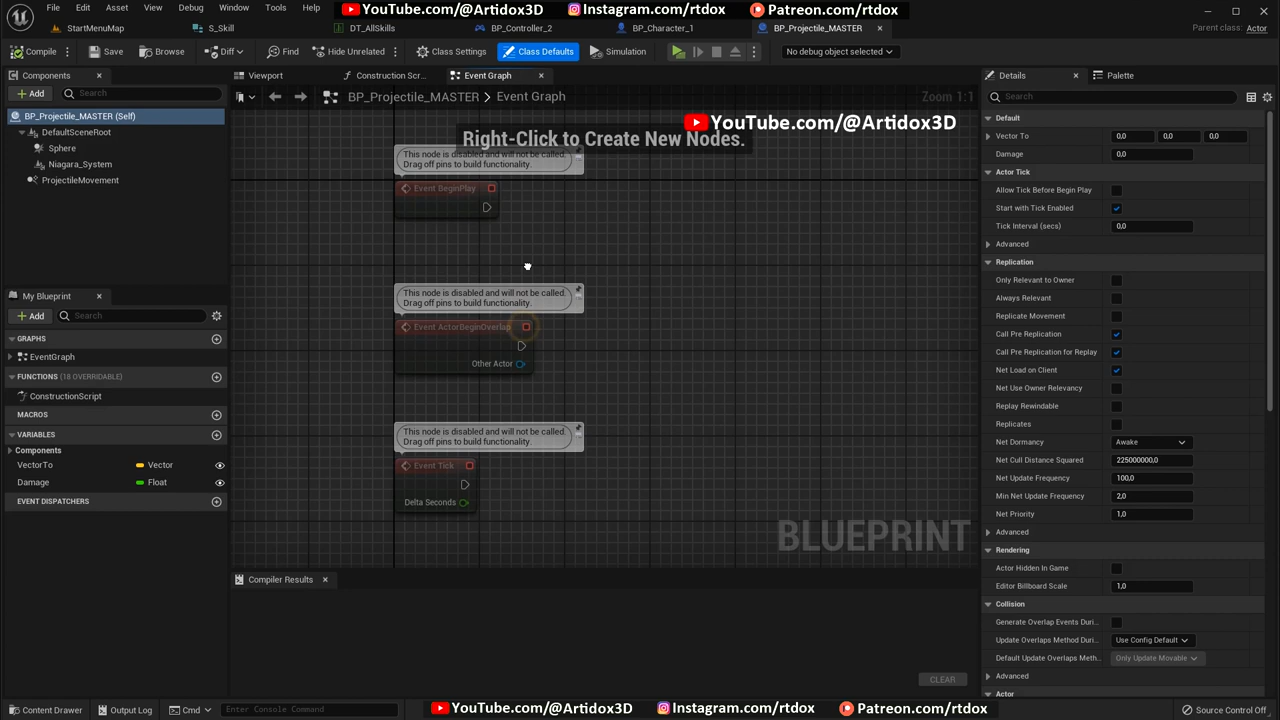 File Edit Asset View Debug Window Tools Help
YouTube.com/@Artidox3D Instagram.com/rtdox Patreon.com/rtdox
StartMenuMap S_Skill DT_AllSkills BP_Controller_2 BP_Character_1 BP_Projectile_MASTER
Parent class: Actor
Compile Save Browse Diff Find Hide Unrelated Class Settings Class Defaults Simulation No debug object selected
Components
Add Search
BP_Projectile_MASTER (Self)
DefaultSceneRoot
Sphere
Niagara_System
ProjectileMovement
My Blueprint
Add Search
GRAPHS
EventGraph
FUNCTIONS (18 OVERRIDABLE)
ConstructionScript
MACROS
VARIABLES
Components
VectorTo Vector
Damage Float
EVENT DISPATCHERS
Viewport Construction Scr... Event Graph
BP_Projectile_MASTER > Event Graph Zoom 1:1
YouTube.com/@Artidox3D
Right-Click to Create New Nodes.
This node is disabled and will not be called.
Drag off pins to build functionality.
Event BeginPlay
This node is disabled and will not be called.
Drag off pins to build functionality.
Event ActorBeginOverlap
Other Actor
This node is disabled and will not be called.
Drag off pins to build functionality.
Event Tick
Delta Seconds
BLUEPRINT
Compiler Results
CLEAR
Details Palette
Search
Default
Vector To 0,0 0,0 0,0
Damage 0,0
Actor Tick
Allow Tick Before Begin Play
Start with Tick Enabled
Tick Interval (secs) 0,0
Advanced
Replication
Only Relevant to Owner
Always Relevant
Replicate Movement
Call Pre Replication
Call Pre Replication for Replay
Net Load on Client
Net Use Owner Relevancy
Replay Rewindable
Replicates
Net Dormancy Awake
Net Cull Distance Squared 225000000,0
Net Update Frequency 100,0
Min Net Update Frequency 2,0
Net Priority 1,0
Advanced
Rendering
Actor Hidden In Game
Editor Billboard Scale 1,0
Collision
Generate Overlap Events Duri...
Update Overlaps Method Duri... Use Config Default
Default Update Overlaps Meth... Only Update Movable
Advanced
Actor
Content Drawer Output Log Cmd Enter Console Command
YouTube.com/@Artidox3D Instagram.com/rtdox Patreon.com/rtdox
Source Control Off